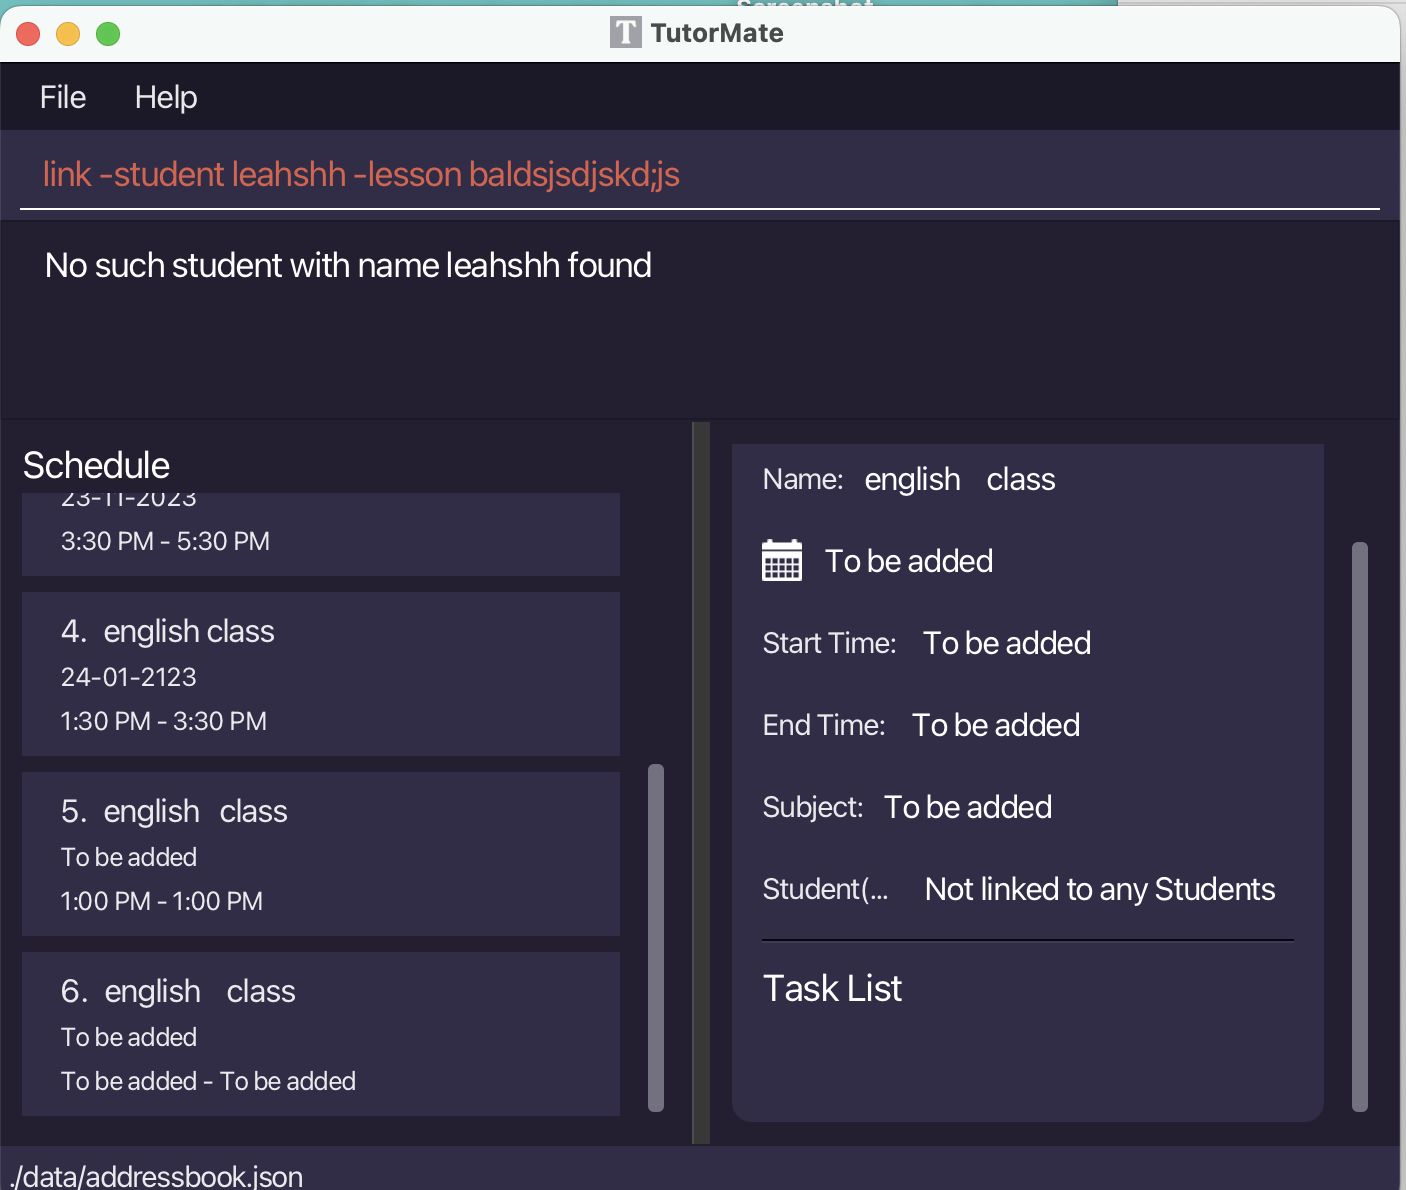 Screenshot
TutorMate
File Help
link -student leahshh -lesson baldsjsdjskd;js
No such student with name leahshh found
Schedule
23-11-2023
3:30 PM - 5:30 PM
4. english class
24-01-2123
1:30 PM - 3:30 PM
5. english   class
To be added
1:00 PM - 1:00 PM
6. english    class
To be added
To be added - To be added
Name: english    class
To be added
Start Time: To be added
End Time: To be added
Subject: To be added
Student(... Not linked to any Students
Task List
./data/addressbook.json